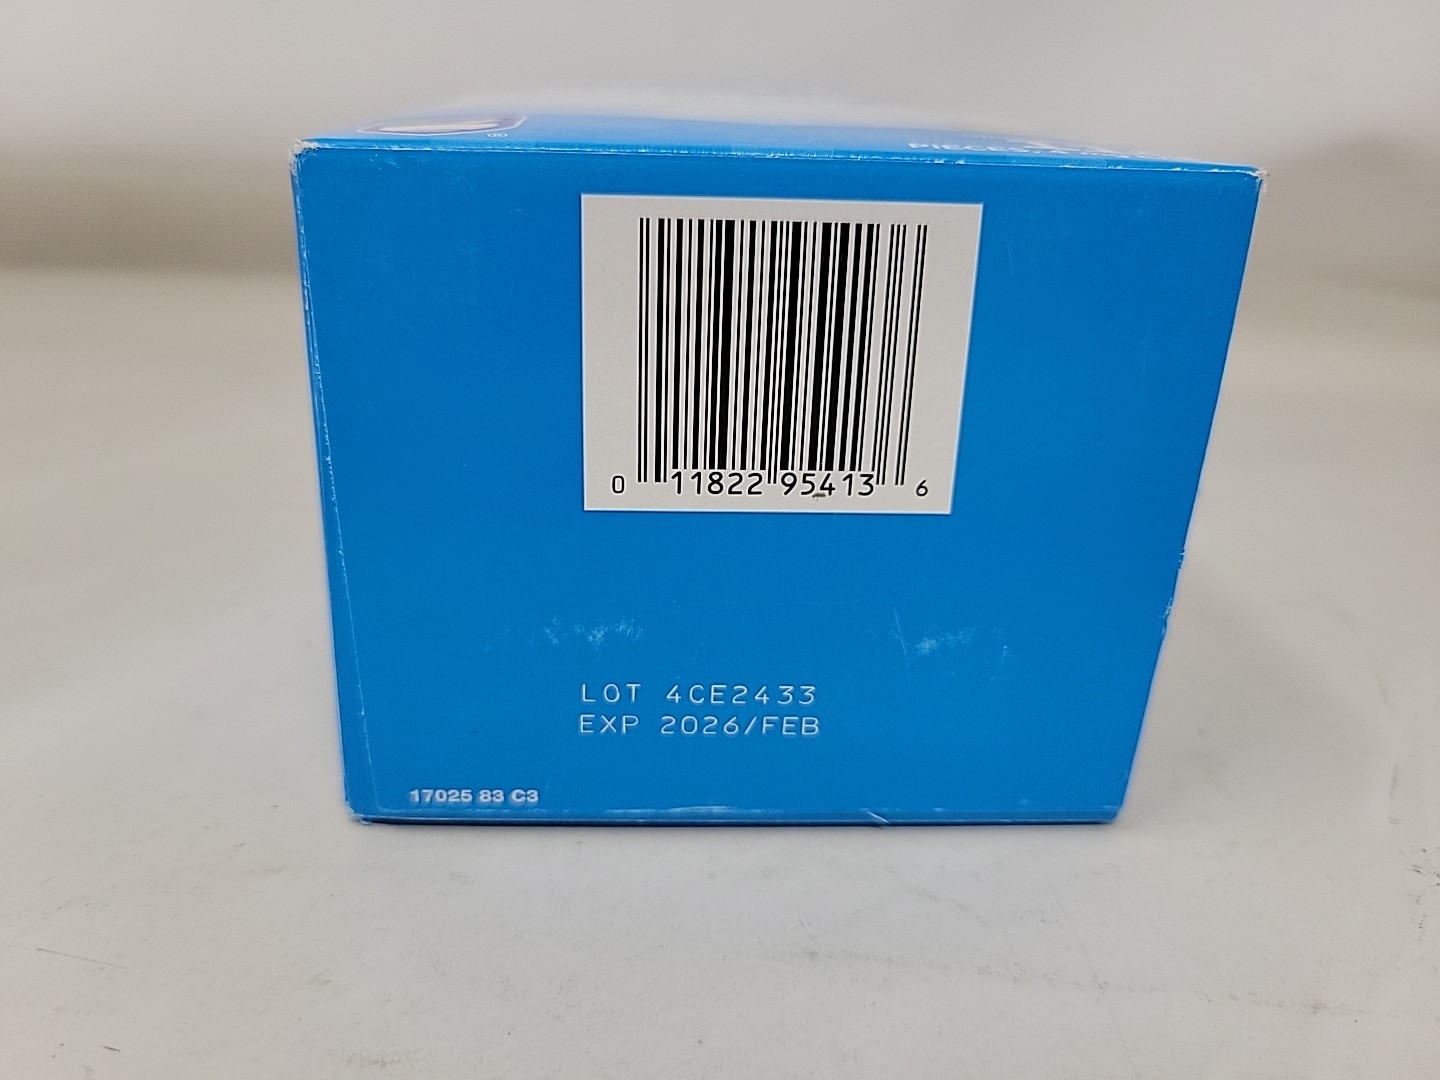 ®
0 11822 95413 6
LOT 4CE2433
EXP 2026/FEB
17025 83 C3